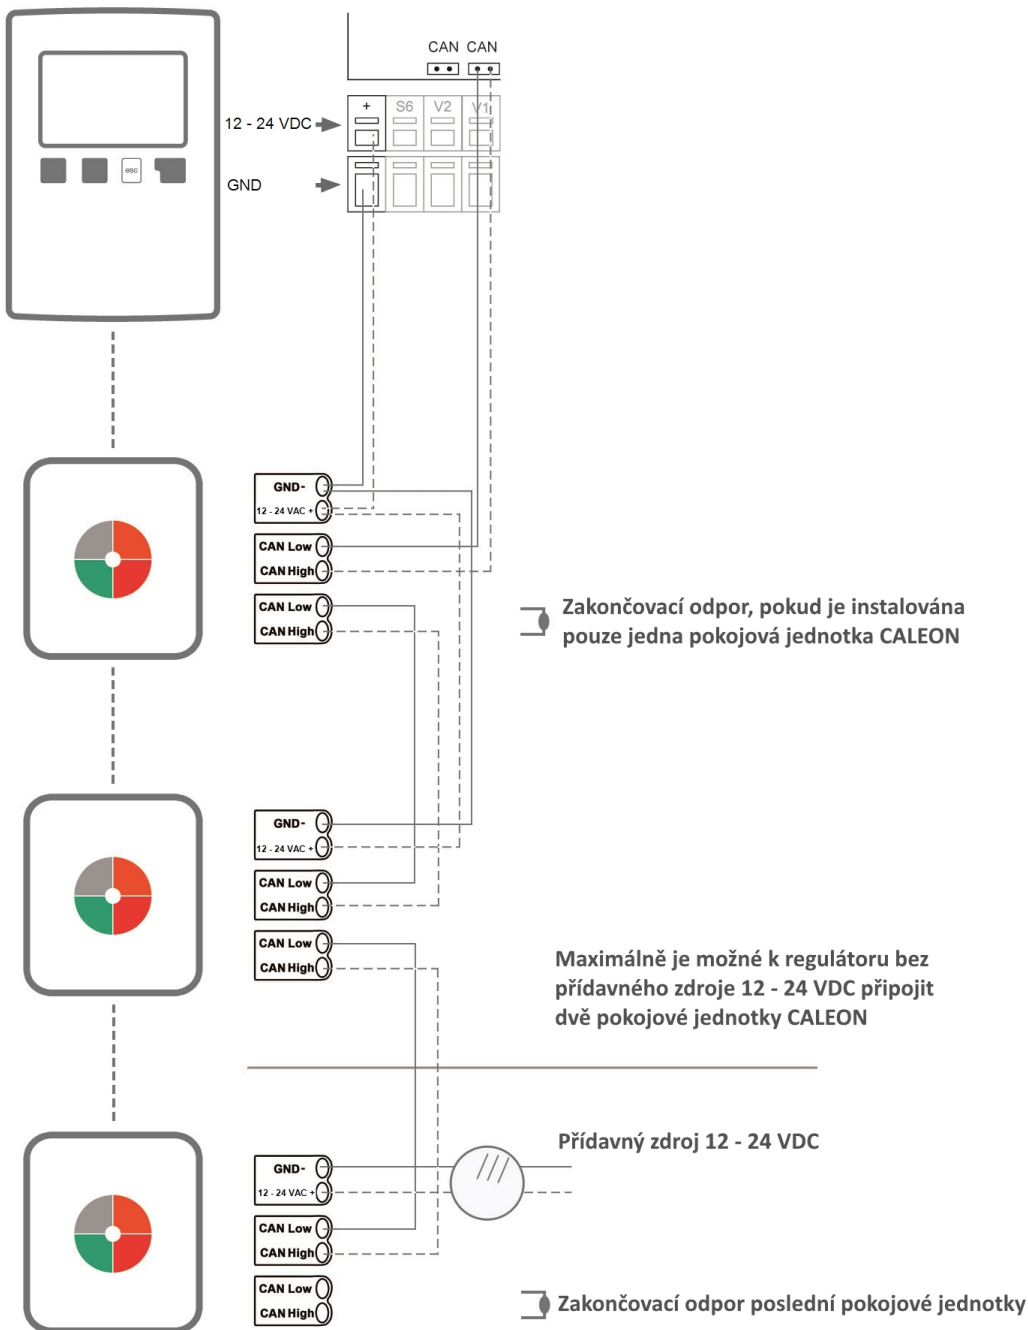 CAN CAN
+ S6 V2 V1
12 - 24 VDC
esc
GND
GND-
12 - 24 VAC +
CAN Low
CAN High
CAN Low
CAN High
Zakončovací odpor, pokud je instalována
pouze jedna pokojová jednotka CALEON
GND-
12 - 24 VAC +
CAN Low
CAN High
CAN Low
CAN High
Maximálně je možné k regulátoru bez
přídavného zdroje 12 - 24 VDC připojit
dvě pokojové jednotky CALEON
Přídavný zdroj 12 - 24 VDC
GND-
12 - 24 VAC +
CAN Low
CAN High
CAN Low
CAN High
Zakončovací odpor poslední pokojové jednotky